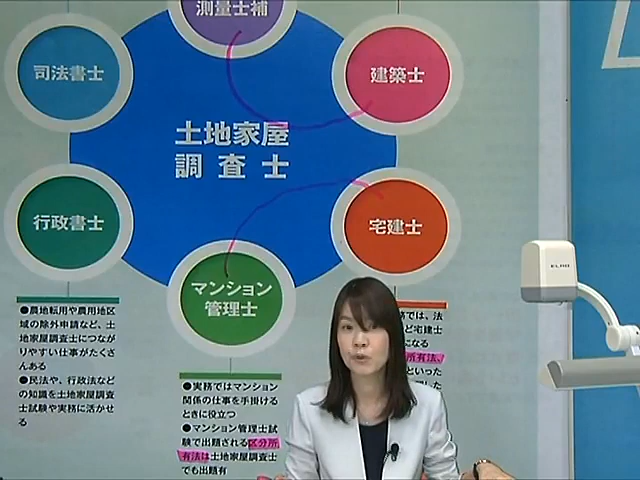 測量士補
司法書士
建築士
土地家屋
調査士
行政書士
宅建士
マンション
管理士
●農地転用や農用地区
域の除外申請など、土
地家屋調査士につなが
りやすい仕事がたくさ
んある
●民法や、行政法など
の知識を土地家屋調査
士試験や実務に活かせ
る
●実務ではマンション
関係の仕事を手掛ける
ときに役立つ
●マンション管理士試
験で出題される区分所
有法は土地家屋調査士
でも出題有
務では、法
ど宅建士
になる
所有法、
といった